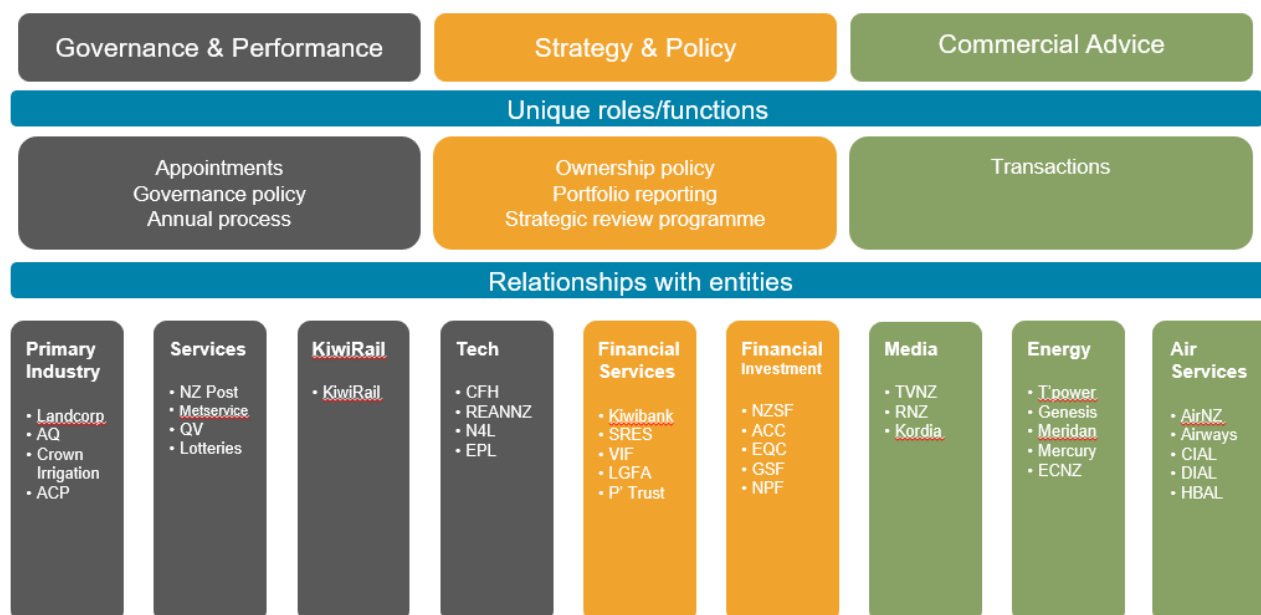 Governance & Performance
Strategy & Policy
Commercial Advice
Unique roles/functions
Appointments
Governance policy
Annual process
Ownership policy
Portfolio reporting
Strategic review programme
Transactions
Relationships with entities
Primary
Industry
• Landcorp
• AQ
• Crown
Irrigation
• ACP
Services
• NZ Post
• Metservice
• QV
• Lotteries
KiwiRail
• KiwiRail
Tech
• CFH
• REANNZ
• N4L
• EPL
Financial
Services
• Kiwibank
• SRES
• VIF
• LGFA
• P' Trust
Financial
Investment
• NZSF
• ACC
• EQC
• GSF
• NPF
Media
• TVNZ
• RNZ
• Kordia
Energy
• T'power
• Genesis
• Meridan
• Mercury
• ECNZ
Air
Services
• AirNZ
• Airways
• CIAL
• DIAL
• HBAL